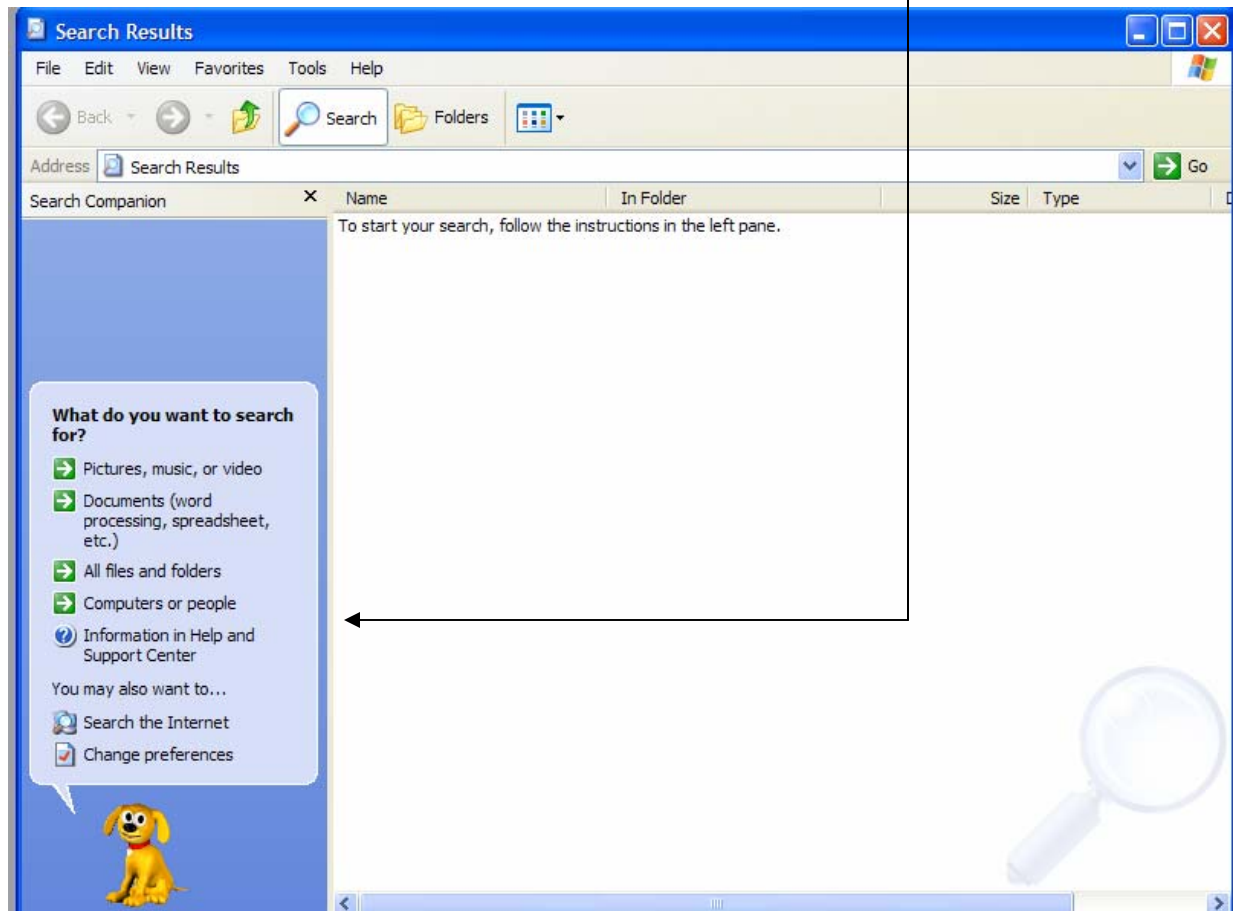 Search Results
File Edit View Favorites Tools Help
Back Search Folders
Address Search Results Go
Search Companion
Name In Folder Size Type
To start your search, follow the instructions in the left pane.
What do you want to search
for?
Pictures, music, or video
Documents (word
processing, spreadsheet,
etc.)
All files and folders
Computers or people
Information in Help and
Support Center
You may also want to...
Search the Internet
Change preferences